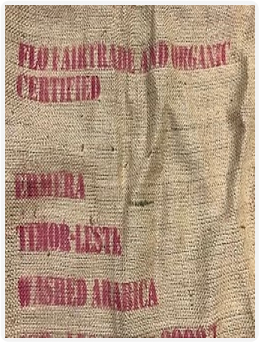 FLO FAIRTRADE AND ORGANIC
CERTIFIED
ERMERA
TIMOR-LESTE
WASHED ARABICA